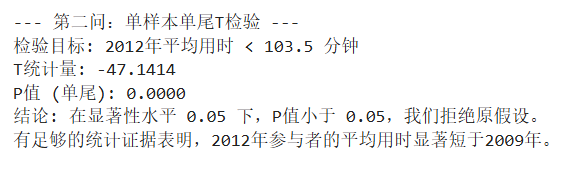 --- 第二问: 单样本单尾T检验 ---
检验目标: 2012年平均用时 < 103.5 分钟
T统计量: -47.1414
P值 (单尾): 0.0000
结论: 在显著性水平 0.05 下，P值小于 0.05，我们拒绝原假设。
有足够的统计证据表明，2012年参与者的平均用时显著短于2009年。